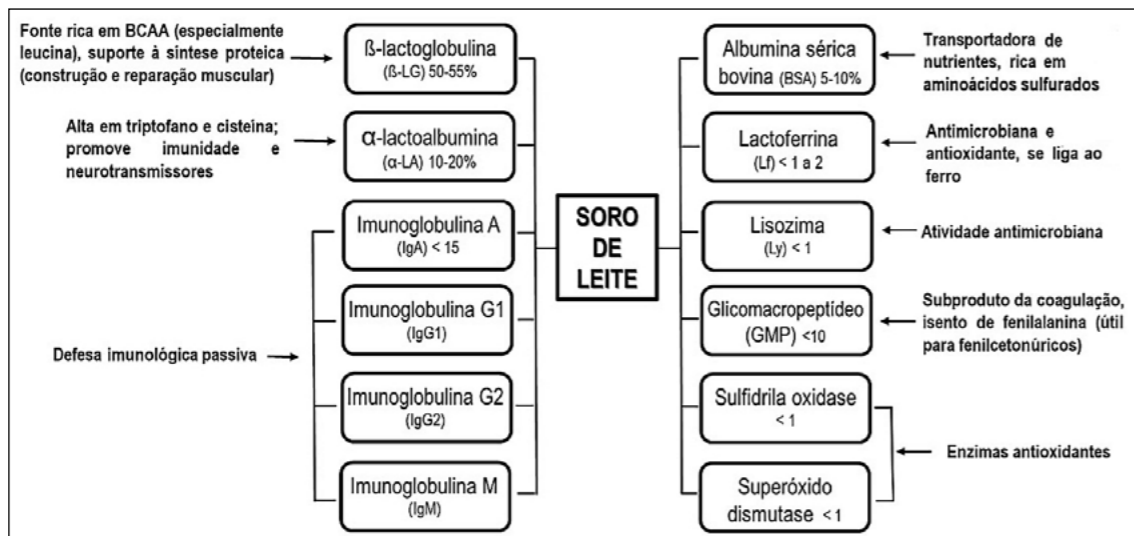 Fonte rica em BCAA (especialmente
leucina), suporte à síntese proteica
(construção e reparação muscular)
ß-lactoglobulina
(ß-LG) 50-55%
Alta em triptofano e cisteína;
promove imunidade e
neurotransmissores
α-lactoalbumina
(α-LA) 10-20%
Imunoglobulina A
(IgA) < 15
Imunoglobulina G1
(IgG1)
Defesa imunológica passiva
Imunoglobulina G2
(IgG2)
Imunoglobulina M
(IgM)
SORO
DE
LEITE
Albumina sérica
bovina (BSA) 5-10%
Transportadora de
nutrientes, rica em
aminoácidos sulfurados
Lactoferrina
(Lf) < 1 a 2
Antimicrobiana e
antioxidante, se liga ao
ferro
Lisozima
(Ly) < 1
Atividade antimicrobiana
Glicomacropeptídeo
(GMP) <10
Subproduto da coagulação,
isento de fenilalanina (útil
para fenilcetonúricos)
Sulfidrila oxidase
< 1
Enzimas antioxidantes
Superóxido
dismutase < 1